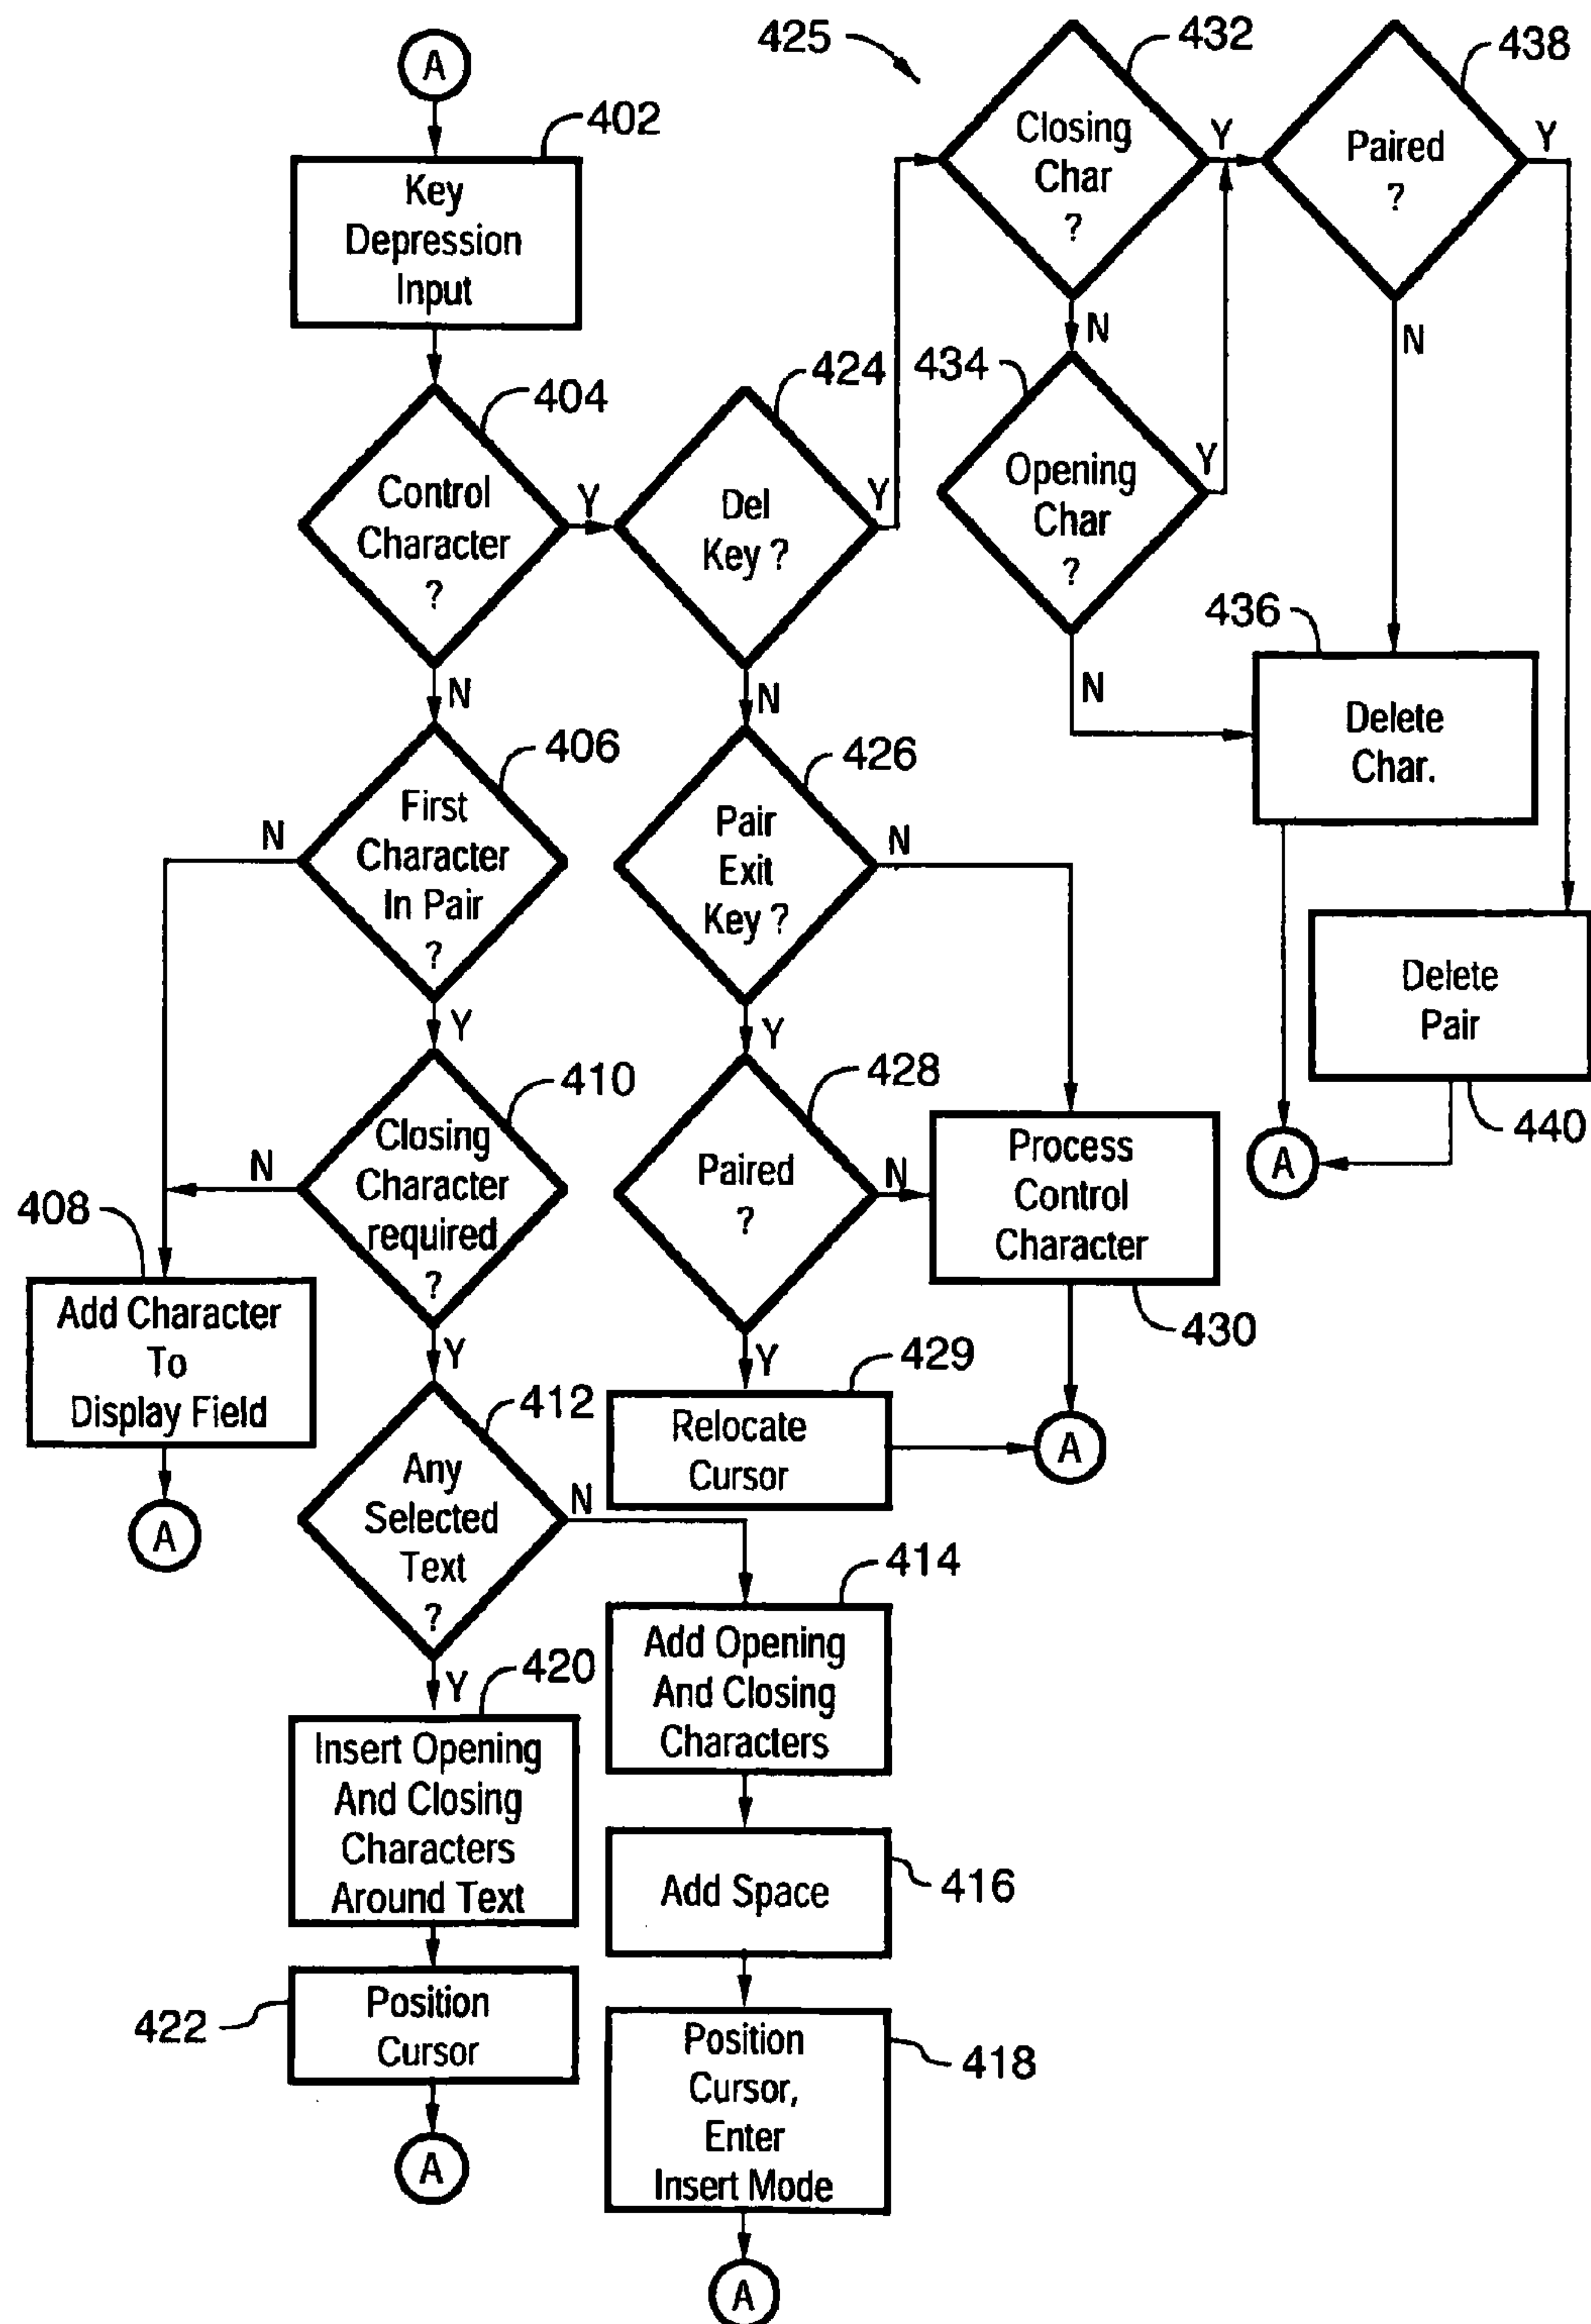 A
402
Key
Depression
Input
404
Control
Character
?
Y
N
406
First
Character
In Pair
?
N
Y
410
Closing
Character
required
?
N
Y
408
Add Character
To
Display Field
A
412
Any
Selected
Text
?
N
Y
420
Insert Opening
And Closing
Characters
Around Text
422
Position
Cursor
A
414
Add Opening
And Closing
Characters
416
Add Space
418
Position
Cursor,
Enter
Insert Mode
A
424
Del
Key ?
Y
N
426
Pair
Exit
Key ?
N
Y
428
Paired
?
N
Y
429
Relocate
Cursor
430
Process
Control
Character
A
425
432
Closing
Char
?
Y
N
434
Opening
Char
?
Y
N
438
Paired
?
Y
N
436
Delete
Char.
Delete
Pair
440
A